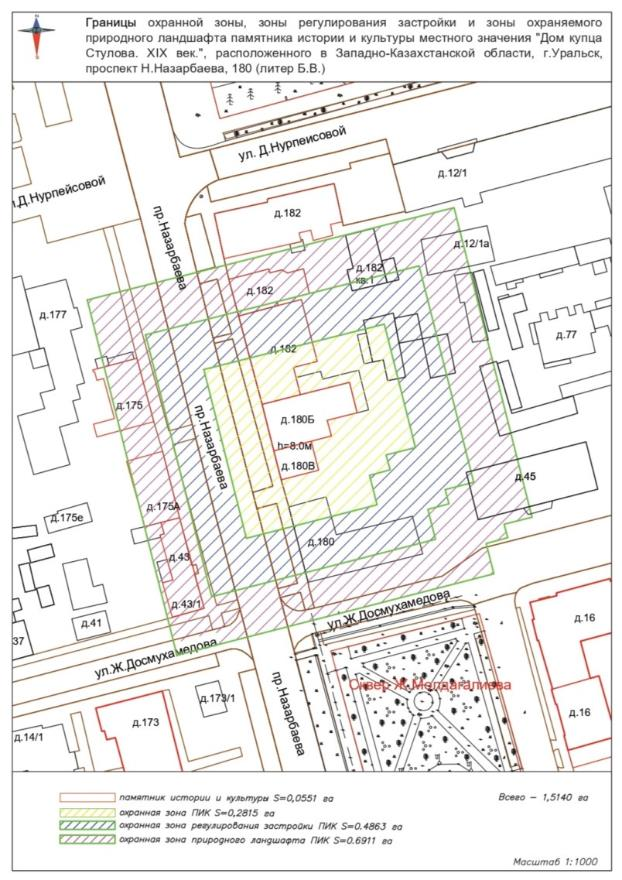 Границы охранной зоны, зоны регулирования застройки и зоны охраняемого
природного ландшафта памятника истории и культуры местного значения "Дом купца
Стулова. XIX век.", расположенного в Западно-Казахстанской области, г.Уральск,
проспект Н.Назарбаева, 180 (литер Б.В.)
ул. Д.Нурпеисовой
д.12/1
.Д.Нурпейсовой
д.182
пр.Назарбаева
д.12/1а
д.182
кв.1
д.182
д.177
д.77
д.182
д.175
д.180Б
пр.Назарбаева
h=8.0м
д.180В
д.45
д.175А
д.175е
д.180
д.43
д.43/1
ул.Ж.Досмухамедова
д.41
д.16
37
ул.Ж.Досмухамедова
пр.Назарбаева
Сквер Ж.Молдагалиева
д.173/1
д.16
д.173
д.14/1
памятник истории и культуры S=0,0551 га
Всего – 1,5140 га
охранная зона ПИК S=0,2815 га
охранная зона регулирования застройки ПИК S=0.4863 га
охранная зона природного ландшафта ПИК S=0.6911 га
Масштаб 1:1000